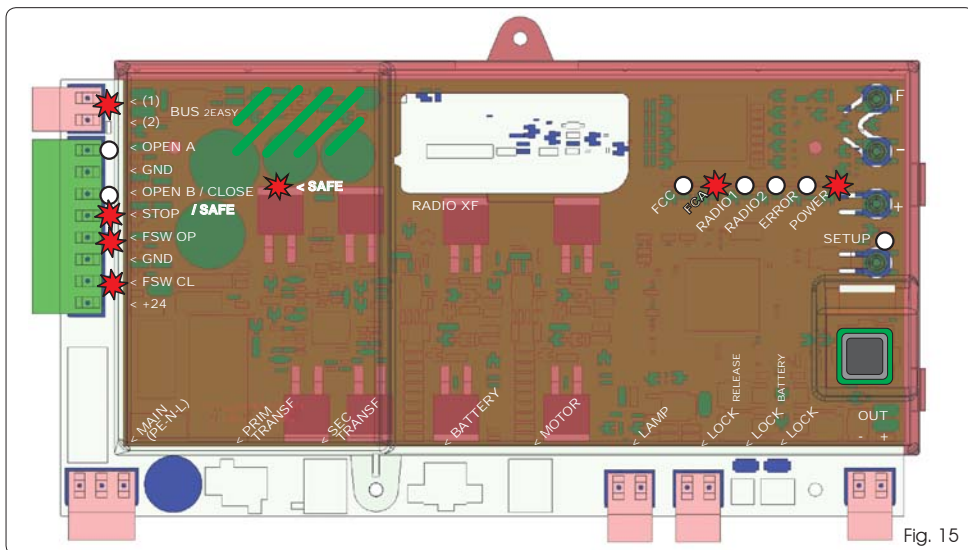 < (1)
BUS 2EASY
< (2)
< OPEN A
< GND
< OPEN B / CLOSE
< SAFE
< STOP
/ SAFE
< FSW OP
< GND
< FSW CL
< +24
RADIO XF
FCC
FCA
RADIO1
RADIO2
ERROR
POWER
F
-
+
SETUP
< MAIN
(PE-N-L)
< PRIM
TRANSF
< SEC
TRANSF
< BATTERY
< MOTOR
< LAMP
< LOCK RELEASE
< LOCK BATTERY
< LOCK
OUT
- +
Fig. 15